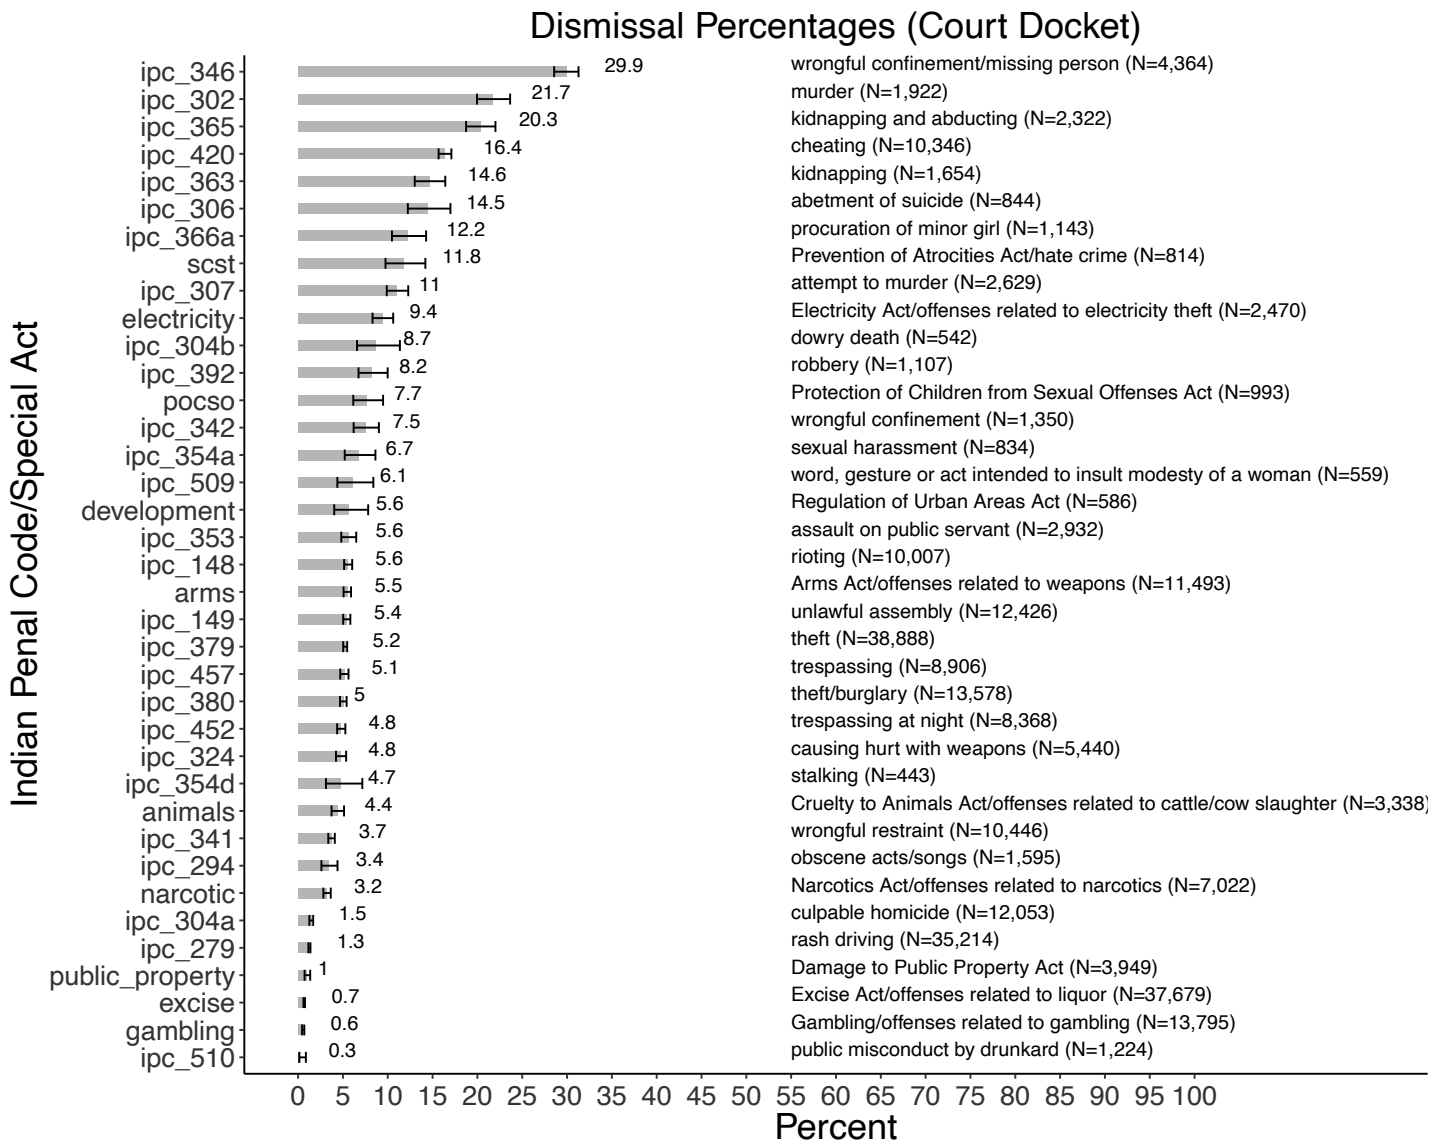 Dismissal Percentages (Court Docket)
Indian Penal Code/Special Act
ipc_346 29.9 wrongful confinement/missing person (N=4,364)
ipc_302 21.7 murder (N=1,922)
ipc_365 20.3 kidnapping and abducting (N=2,322)
ipc_420 16.4 cheating (N=10,346)
ipc_363 14.6 kidnapping (N=1,654)
ipc_306 14.5 abetment of suicide (N=844)
ipc_366a 12.2 procuration of minor girl (N=1,143)
scst 11.8 Prevention of Atrocities Act/hate crime (N=814)
ipc_307 11 attempt to murder (N=2,629)
electricity 9.4 Electricity Act/offenses related to electricity theft (N=2,470)
ipc_304b 8.7 dowry death (N=542)
ipc_392 8.2 robbery (N=1,107)
pocso 7.7 Protection of Children from Sexual Offenses Act (N=993)
ipc_342 7.5 wrongful confinement (N=1,350)
ipc_354a 6.7 sexual harassment (N=834)
ipc_509 6.1 word, gesture or act intended to insult modesty of a woman (N=559)
development 5.6 Regulation of Urban Areas Act (N=586)
ipc_353 5.6 assault on public servant (N=2,932)
ipc_148 5.6 rioting (N=10,007)
arms 5.5 Arms Act/offenses related to weapons (N=11,493)
ipc_149 5.4 unlawful assembly (N=12,426)
ipc_379 5.2 theft (N=38,888)
ipc_457 5.1 trespassing (N=8,906)
ipc_380 5 theft/burglary (N=13,578)
ipc_452 4.8 trespassing at night (N=8,368)
ipc_324 4.8 causing hurt with weapons (N=5,440)
ipc_354d 4.7 stalking (N=443)
animals 4.4 Cruelty to Animals Act/offenses related to cattle/cow slaughter (N=3,338)
ipc_341 3.7 wrongful restraint (N=10,446)
ipc_294 3.4 obscene acts/songs (N=1,595)
narcotic 3.2 Narcotics Act/offenses related to narcotics (N=7,022)
ipc_304a 1.5 culpable homicide (N=12,053)
ipc_279 1.3 rash driving (N=35,214)
public_property 1 Damage to Public Property Act (N=3,949)
excise 0.7 Excise Act/offenses related to liquor (N=37,679)
gambling 0.6 Gambling/offenses related to gambling (N=13,795)
ipc_510 0.3 public misconduct by drunkard (N=1,224)
0 5 10 15 20 25 30 35 40 45 50 55 60 65 70 75 80 85 90 95 100
Percent